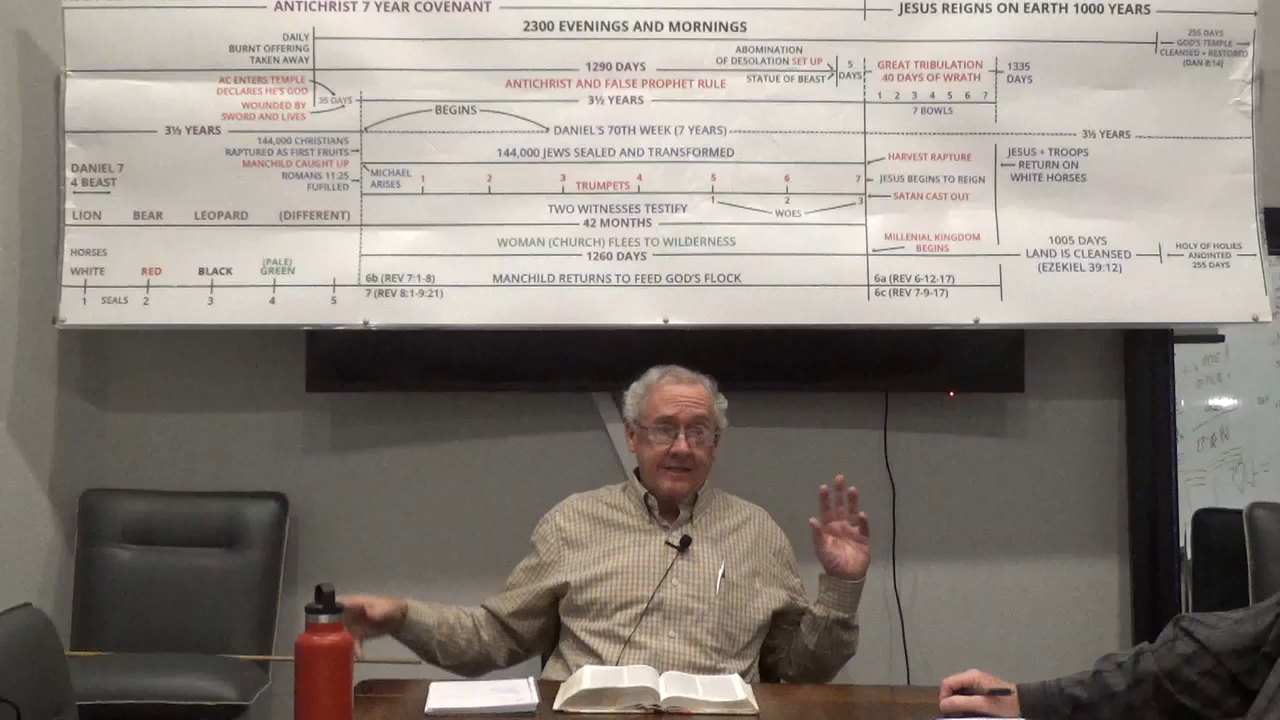 ANTICHRIST 7 YEAR COVENANT
JESUS REIGNS ON EARTH 1000 YEARS
2300 EVENINGS AND MORNINGS
DAILY
BURNT OFFERING
TAKEN AWAY
255 DAYS
GOD'S TEMPLE
CLEANSED + RESTORED
(DAN 8:14)
ABOMINATION
OF DESOLATION SET UP
STATUE OF BEAST
5
DAYS
1290 DAYS
GREAT TRIBULATION
40 DAYS OF WRATH
1335
DAYS
AC ENTERS TEMPLE
DECLARES HE'S GOD
WOUNDED BY
SWORD AND LIVES
35 DAYS
ANTICHRIST AND FALSE PROPHET RULE
3½ YEARS
1 2 3 4 5 6 7
7 BOWLS
BEGINS
3½ YEARS
DANIEL'S 70TH WEEK (7 YEARS)
3½ YEARS
144,000 CHRISTIANS
RAPTURED AS FIRST FRUITS
MANCHILD CAUGHT UP
ROMANS 11:25
FUFILLED
144,000 JEWS SEALED AND TRANSFORMED
HARVEST RAPTURE
JESUS + TROOPS
RETURN ON
WHITE HORSES
DANIEL 7
4 BEAST
MICHAEL
ARISES
1 2 3 4 5 6 7
TRUMPETS
JESUS BEGINS TO REIGN
SATAN CAST OUT
1 2 3
WOES
LION BEAR LEOPARD (DIFFERENT)
TWO WITNESSES TESTIFY
42 MONTHS
WOMAN (CHURCH) FLEES TO WILDERNESS
1260 DAYS
MILLENIAL KINGDOM
BEGINS
1005 DAYS
LAND IS CLEANSED
(EZEKIEL 39:12)
HOLY OF HOLIES
ANOINTED
255 DAYS
HORSES
WHITE RED BLACK (PALE)
GREEN
6b (REV 7:1-8)
MANCHILD RETURNS TO FEED GOD'S FLOCK
6a (REV 6-12-17)
1 SEALS 2 3 4 5
7 (REV 8:1-9:21)
6c (REV 7-9-17)